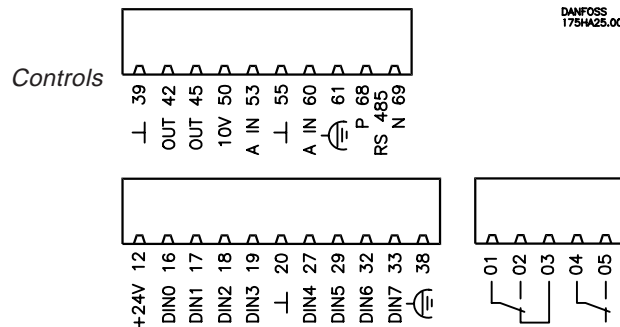 DANFOSS
175HA25.00
Controls
39
OUT 42
OUT 45
10V 50
A IN 53
55
A IN 60
61
P 68
RS 485
N 69
+24V 12
DIN0 16
DIN1 17
DIN2 18
DIN3 19
20
DIN4 27
DIN5 29
DIN6 32
DIN7 33
38
01
02
03
04
05